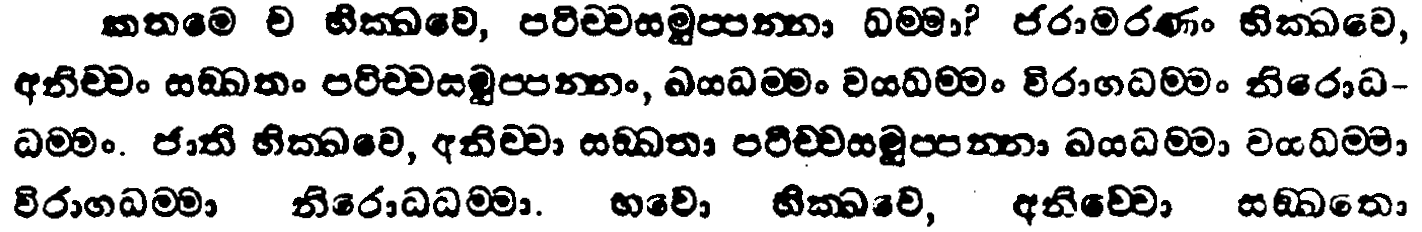 කතමෙ ච භික්ඛවෙ, පටිච්චසමුප්පන්නා ධම්මා? ජරාමරණං භික්ඛවෙ,
අනිච්චං සඞ්ඛතං පටිච්චසමුප්පන්නං, ඛයධම්මං වයධම්මං විරාගධම්මං නිරොධ-
ධම්මං. ජාති භික්ඛවෙ, අනිච්චා සඞ්ඛතා පටිච්චසමුප්පන්නා ඛයධම්මා වයධම්මා
විරාගධම්මා නිරොධධම්මා. භවො භික්ඛවෙ, අනිච්චො සඞ්ඛතො